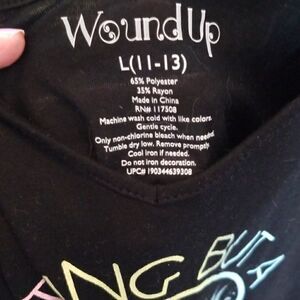 Wound Up
L(11-13)
65% Polyester
35% Rayon
Made in China
RN# 117508
Machine wash cold with like colors.
Gentle cycle.
Only non-chlorine bleach when needed.
Tumble dry low. Remove promptly.
Cool iron if needed.
Do not iron decoration.
UPC# 190344639308
BUT A